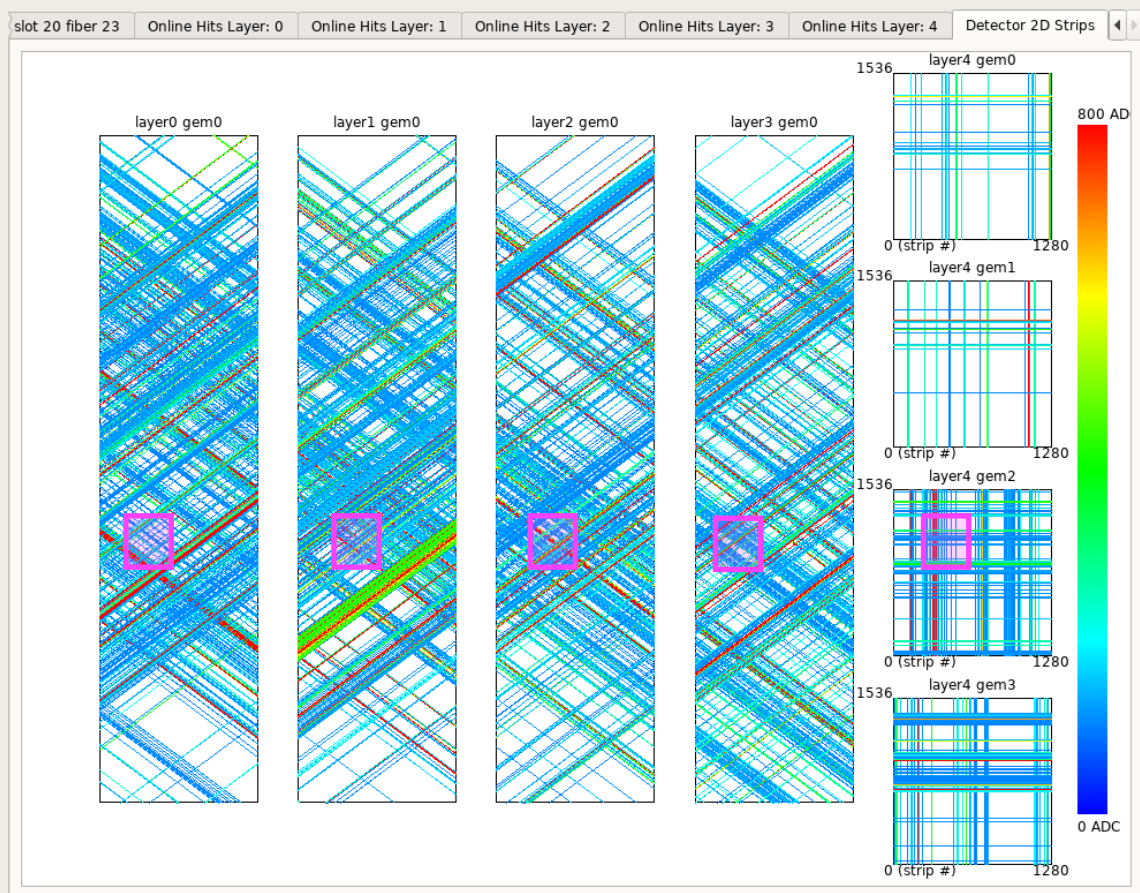 slot 20 fiber 23
Online Hits Layer: 0
Online Hits Layer: 1
Online Hits Layer: 2
Online Hits Layer: 3
Online Hits Layer: 4
Detector 2D Strips
layer0 gem0
layer1 gem0
layer2 gem0
layer3 gem0
layer4 gem0
1536
0 (strip #)
1280
layer4 gem1
1536
0 (strip #)
1280
layer4 gem2
1536
0 (strip #)
1280
layer4 gem3
1536
0 (strip #)
1280
800 AD
0 ADC